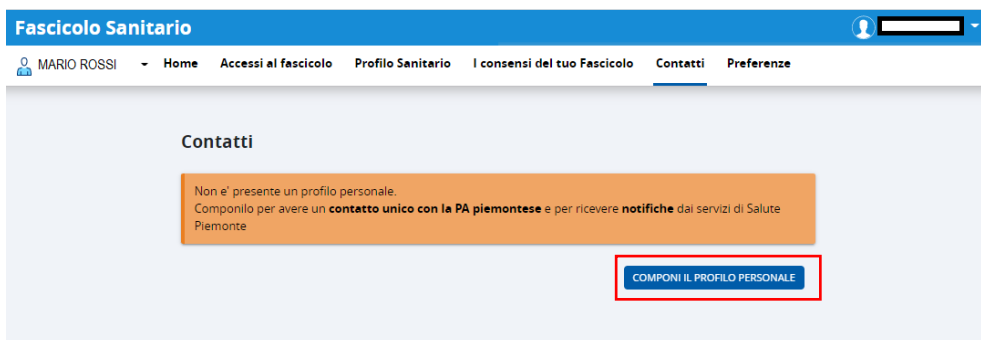 Fascicolo Sanitario
MARIO ROSSI Home Accessi al fascicolo Profilo Sanitario I consensi del tuo Fascicolo Contatti Preferenze
Contatti
Non e' presente un profilo personale.
Componilo per avere un contatto unico con la PA piemontese e per ricevere notifiche dai servizi di Salute
Piemonte
COMPONI IL PROFILO PERSONALE